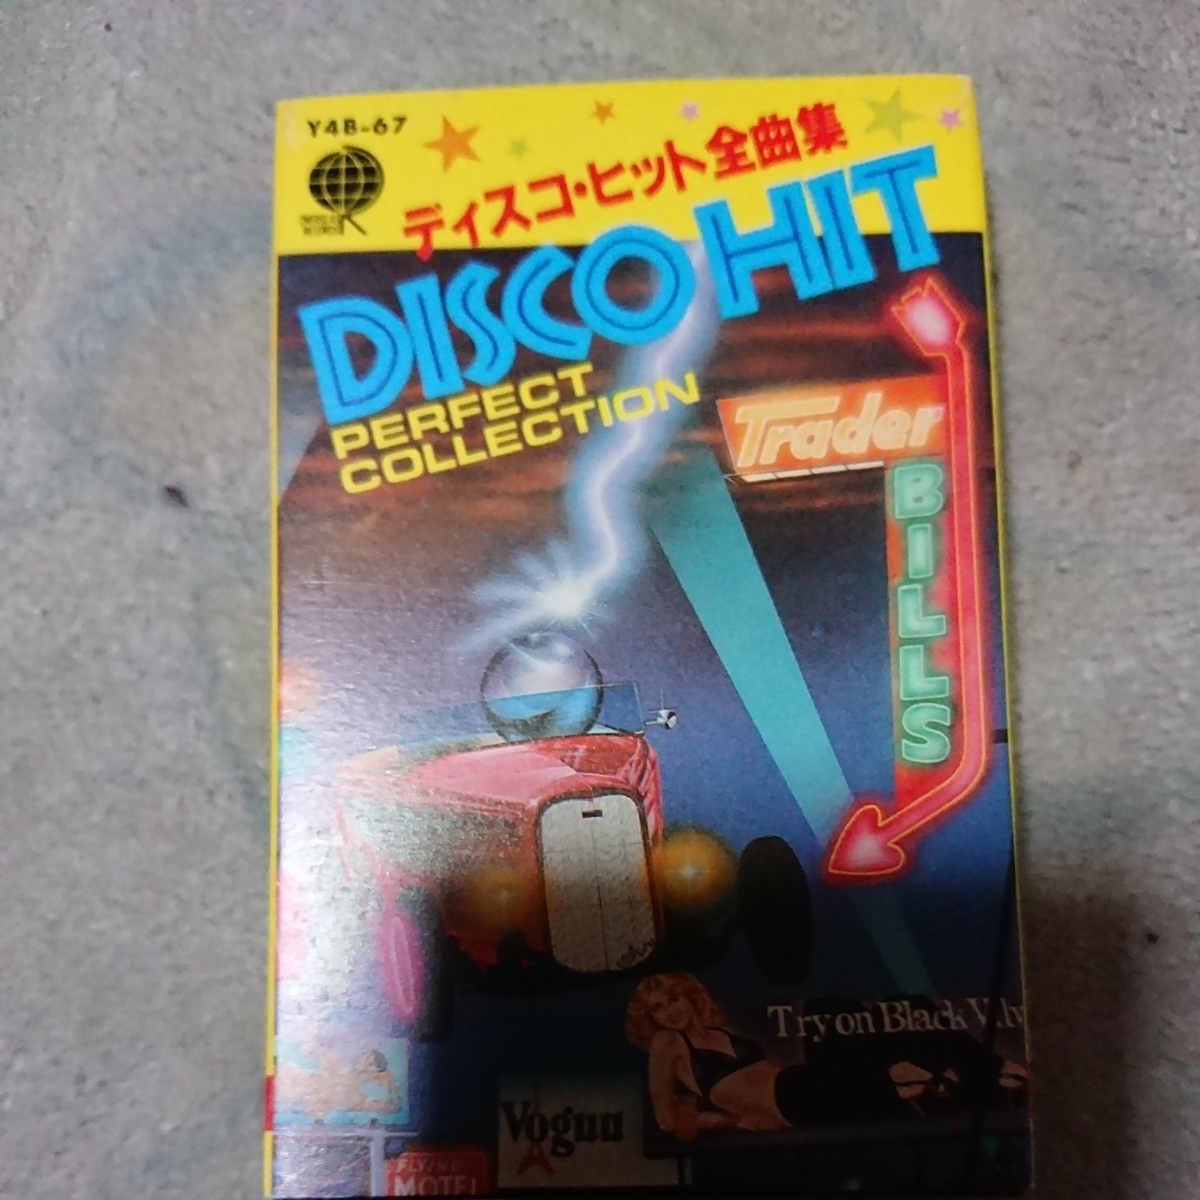 Y4B-67
ディスコ・ヒット全曲集
DISCO HIT
PERFECT
COLLECTION
Trader
BILLS
Try on Black
Voguu
FLYING
MOTEL